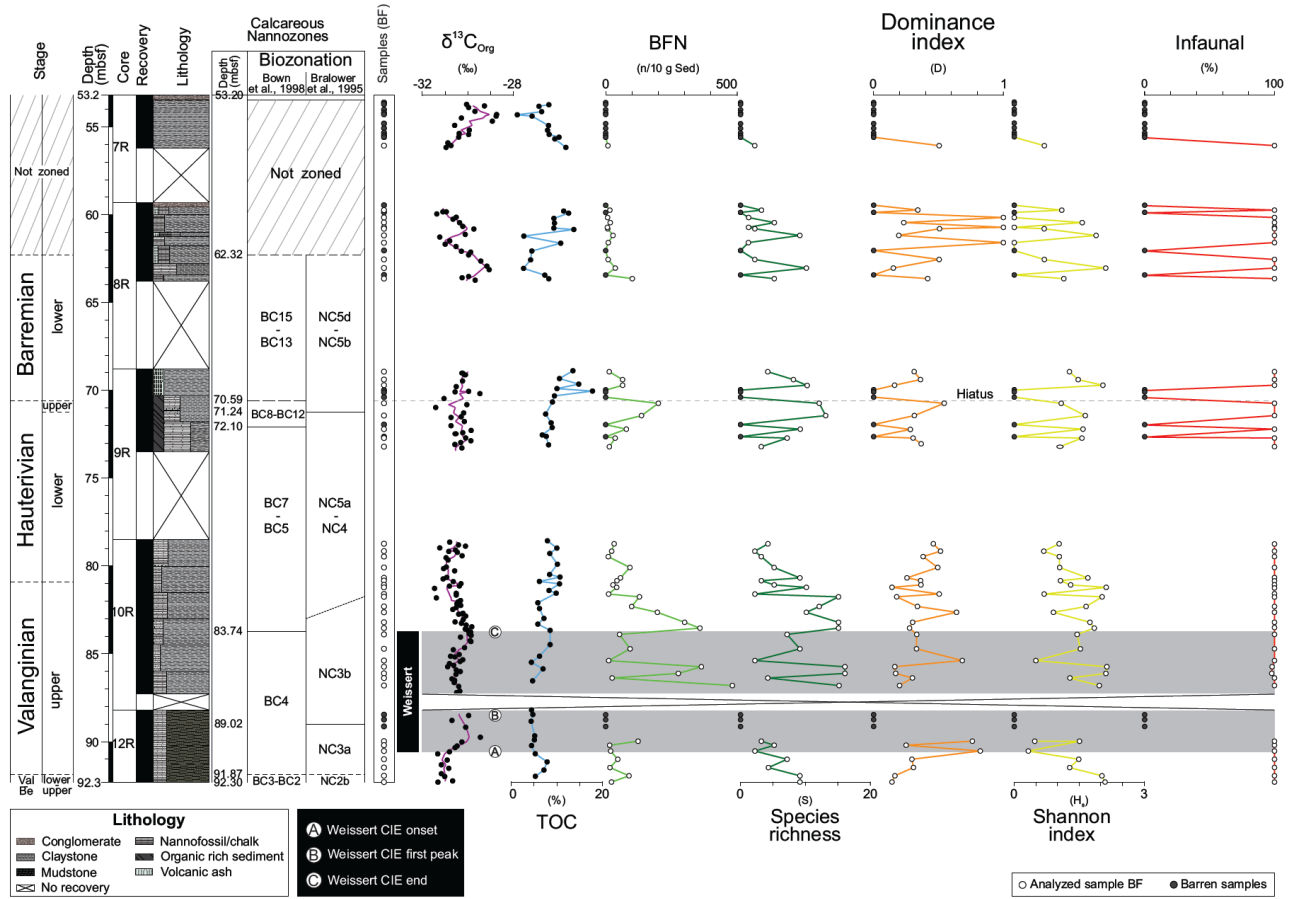 Stage
Depth (mbsf)
Core
Recovery
Lithology
Calcareous
Nannozones
Depth (mbsf)
Biozonation
Bown et al., 1998
Bralower et al., 1995
Samples (BF)
δ13COrg
(‰)
-32
-28
BFN
(n/10 g Sed)
0
500
Dominance
index
(D)
0
1
Infaunal
(%)
0
100
53.2
53.20
55
60
65
70
75
80
85
90
92.3
7R
8R
9R
10R
12R
Not zoned
Barremian
lower
Hauterivian
upper
lower
Valanginian
upper
Val
lower
Be
upper
Not zoned
62.32
BC15
-
BC13
NC5d
-
NC5b
70.59
71.24
BC8-BC12
72.10
BC7
-
BC5
NC5a
-
NC4
83.74
NC3b
BC4
89.02
NC3a
91.87
92.30
BC3-BC2
NC2b
Hiatus
Weissert
C
B
A
0
(%)
20
TOC
0
(S)
20
Species
richness
0
(Hs)
3
Shannon
index
Lithology
Conglomerate
Claystone
Mudstone
No recovery
Nannofossil/chalk
Organic rich sediment
Volcanic ash
A Weissert CIE onset
B Weissert CIE first peak
C Weissert CIE end
Analyzed sample BF
Barren samples